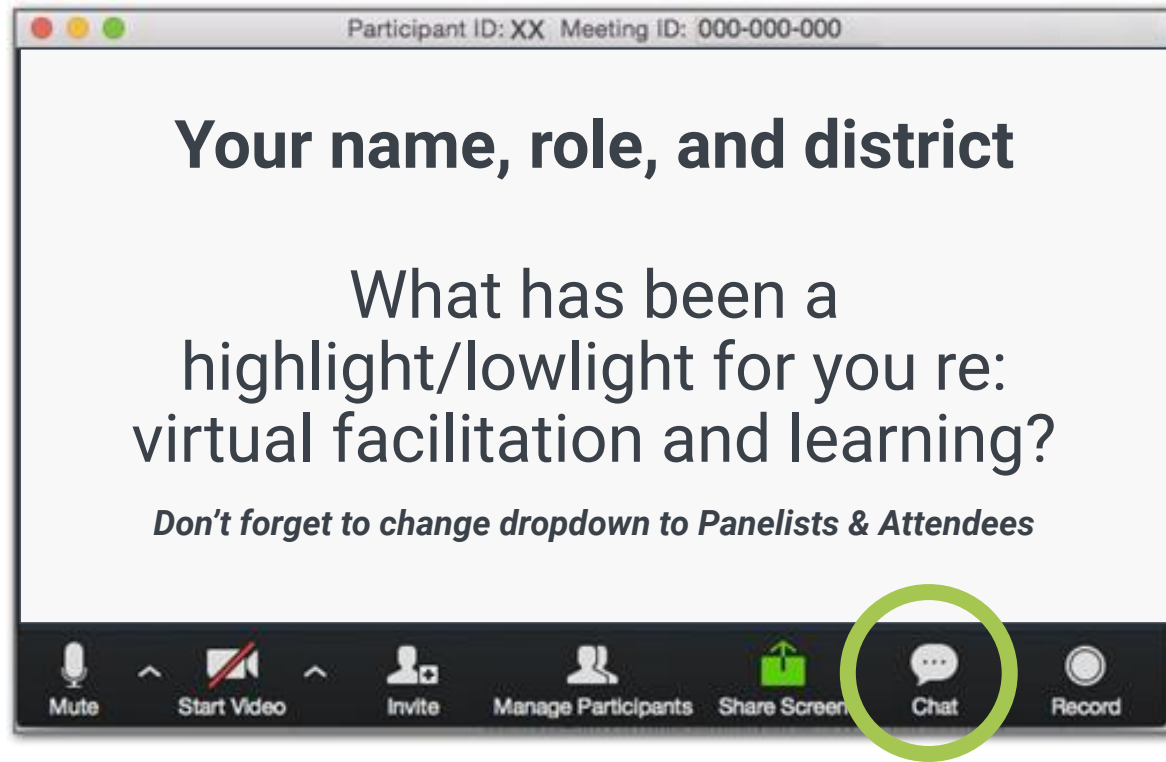 Participant ID: XX Meeting ID: 000-000-000
Your name, role, and district
What has been a
highlight/lowlight for you re:
virtual facilitation and learning?
Don’t forget to change dropdown to Panelists & Attendees
Mute Start Video Invite Manage Participants Share Screen Chat Record